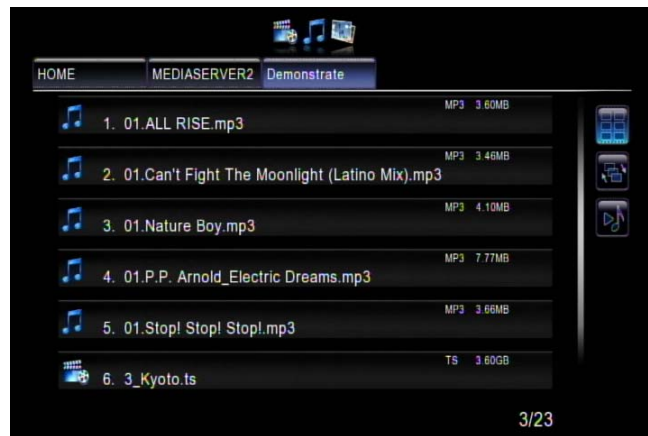 HOME MEDIASERVER2 Demonstrate
MP3 3.60MB
1. 01.ALL RISE.mp3
MP3 3.46MB
2. 01.Can't Fight The Moonlight (Latino Mix).mp3
MP3 4.10MB
3. 01.Nature Boy.mp3
MP3 7.77MB
4. 01.P.P. Arnold_Electric Dreams.mp3
MP3 3.66MB
5. 01.Stop! Stop! Stop!.mp3
TS 3.60GB
6. 3_Kyoto.ts
3/23